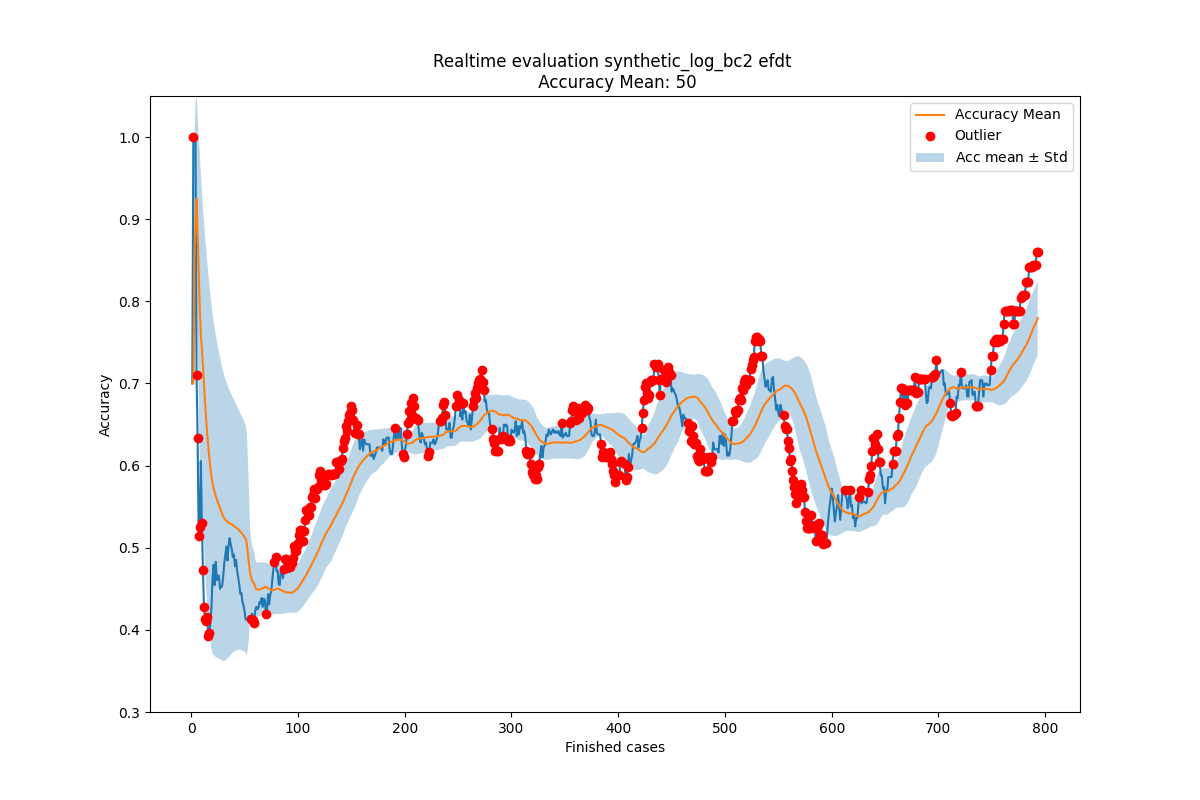 Realtime evaluation synthetic_log_bc2 efdt
Accuracy Mean: 50
Accuracy Mean
Outlier
Acc mean ± Std
1.0
0.9
0.8
0.7
0.6
0.5
0.4
0.3
Accuracy
0 100 200 300 400 500 600 700 800
Finished cases